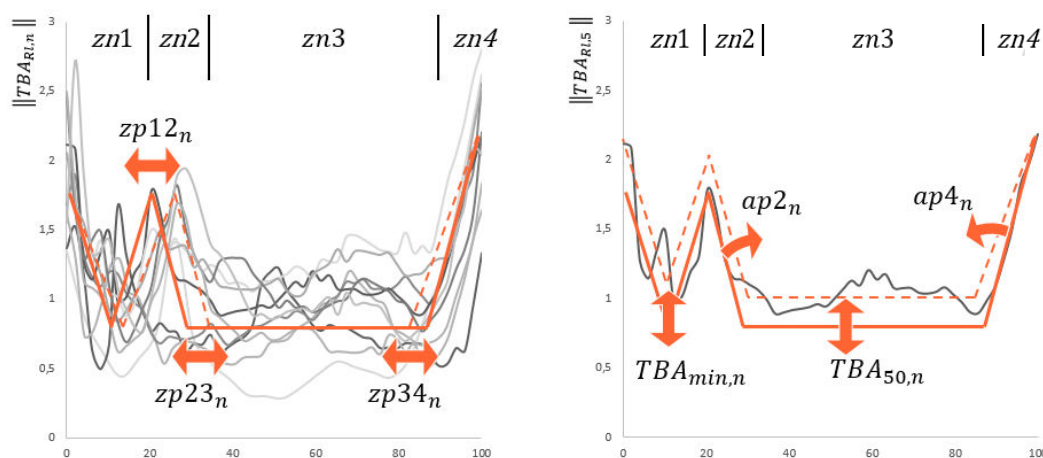 ‖TBA_{RI,n}‖
3
2,5
2
1,5
1
0,5
0
zn1 zn2 zn3 zn4
zp12_n
zp23_n zp34_n
0 20 40 60 80 100
‖TBA_{RI,5}‖
3
2,5
2
1,5
1
0,5
0
zn1 zn2 zn3 zn4
ap2_n ap4_n
TBA_{min,n} TBA_{50,n}
0 20 40 60 80 100